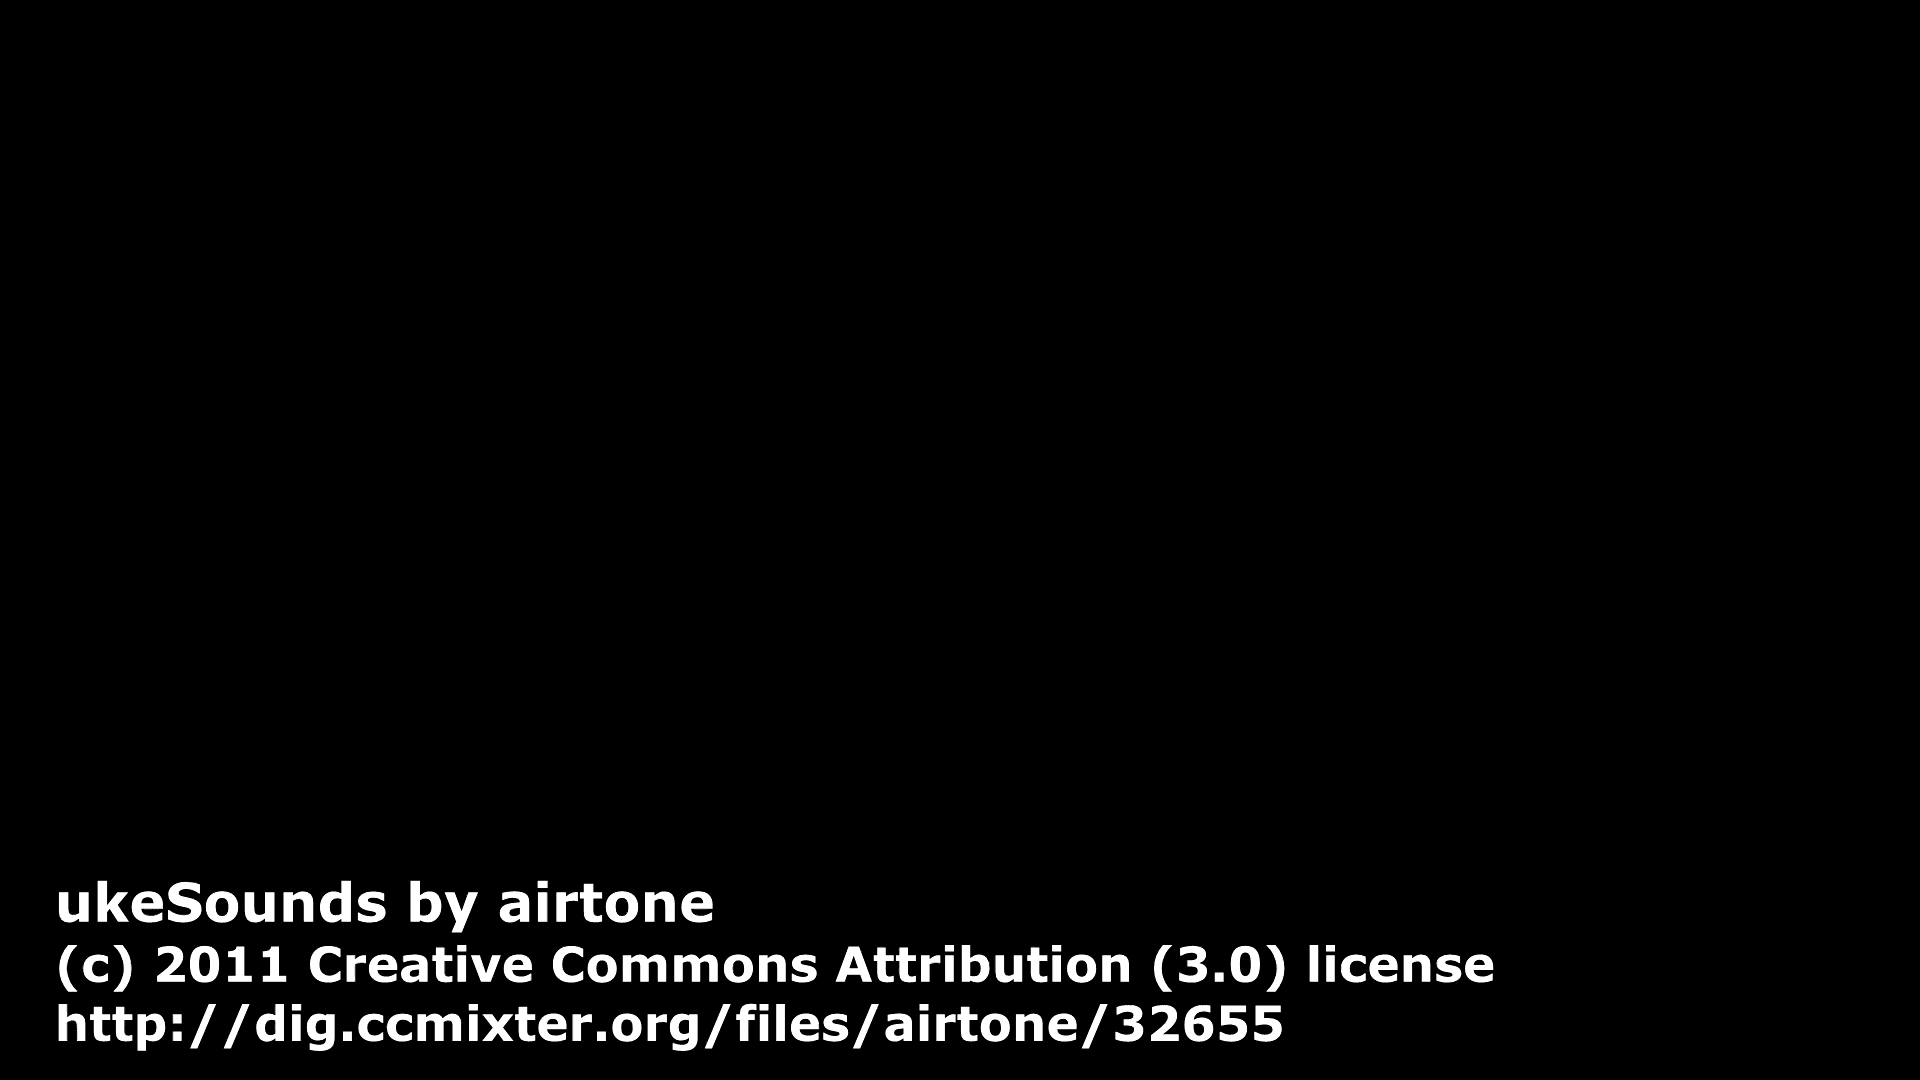 ukeSounds by airtone
(c) 2011 Creative Commons Attribution (3.0) license
http://dig.ccmixter.org/files/airtone/32655